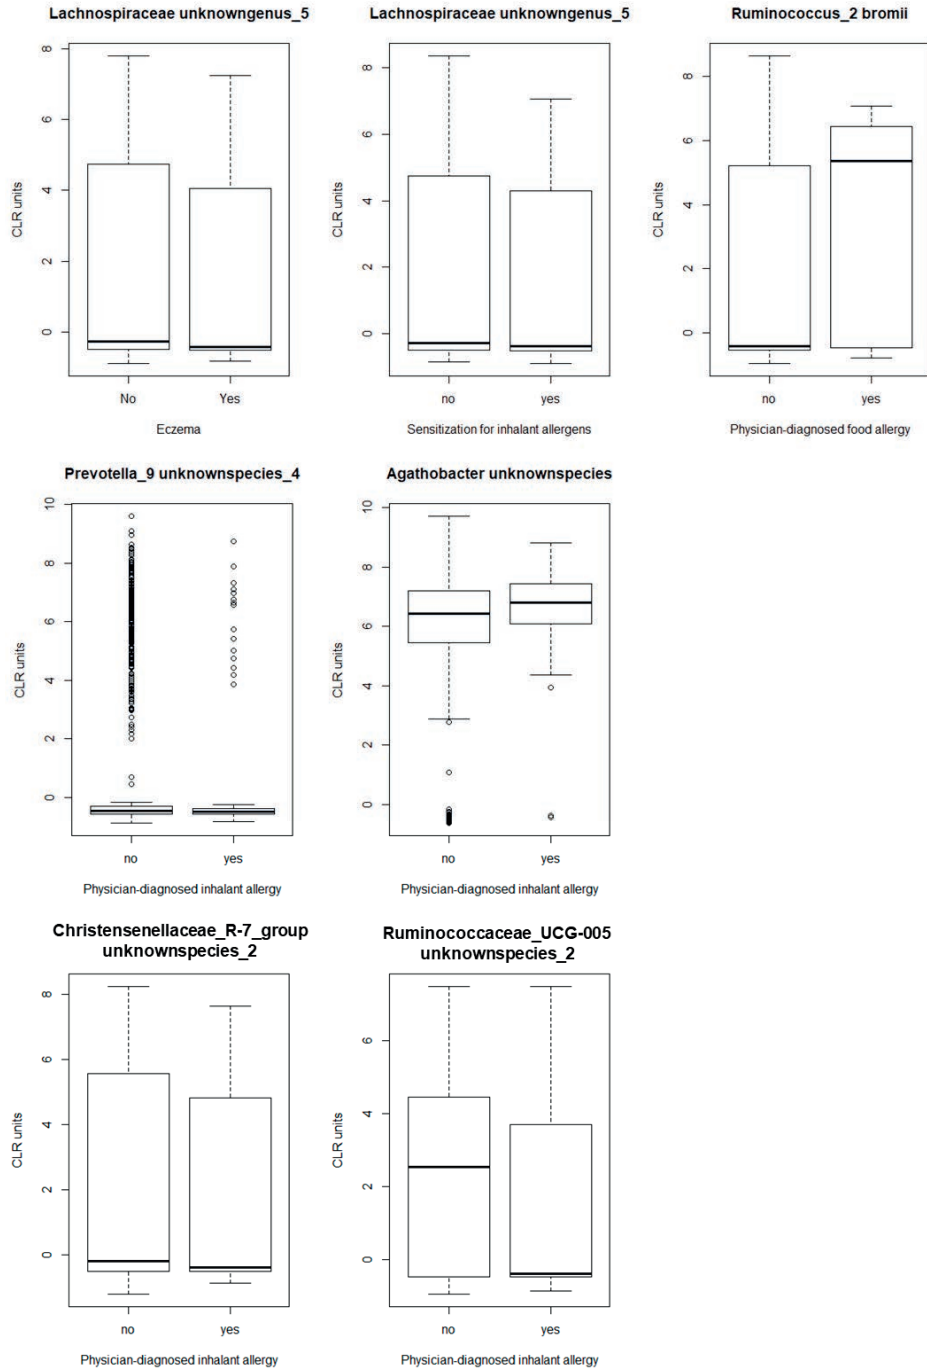 Lachnospiraceae unknowngenus_5
8
6
4
2
0
CLR units
No
Yes
Eczema
Lachnospiraceae unknowngenus_5
8
6
4
2
0
CLR units
no
yes
Sensitization for inhalant allergens
Ruminococcus_2 bromii
8
6
4
2
0
CLR units
no
yes
Physician-diagnosed food allergy
Prevotella_9 unknownspecies_4
10
8
6
4
2
0
CLR units
no
yes
Physician-diagnosed inhalant allergy
Agathobacter unknownspecies
10
8
6
4
2
0
CLR units
no
yes
Physician-diagnosed inhalant allergy
Christensenellaceae_R-7_group
unknownspecies_2
8
6
4
2
0
CLR units
no
yes
Physician-diagnosed inhalant allergy
Ruminococcaceae_UCG-005
unknownspecies_2
6
4
2
0
CLR units
no
yes
Physician-diagnosed inhalant allergy